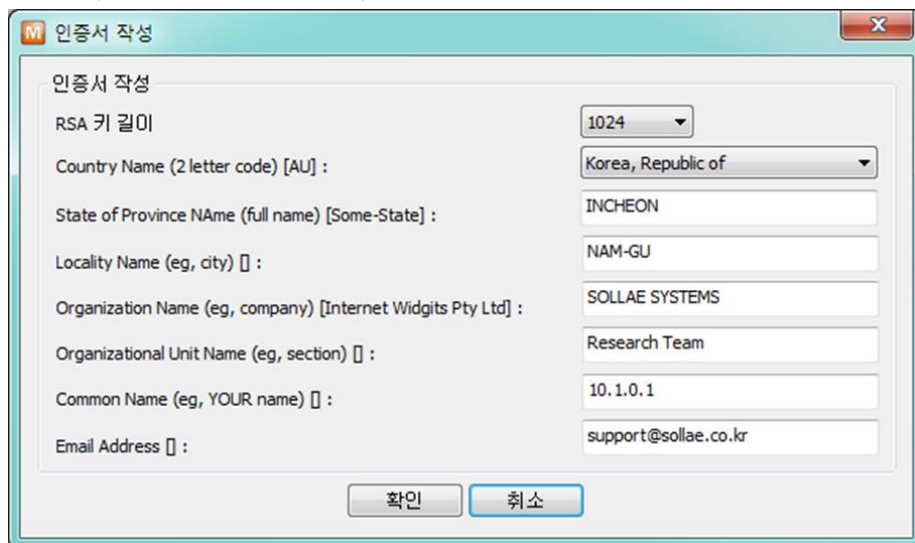 M 인증서 작성
인증서 작성
RSA 키 길이 1024
Country Name (2 letter code) [AU] : Korea, Republic of
State of Province NAme (full name) [Some-State] : INCHEON
Locality Name (eg, city) [] : NAM-GU
Organization Name (eg, company) [Internet Widgits Pty Ltd] : SOLLAE SYSTEMS
Organizational Unit Name (eg, section) [] : Research Team
Common Name (eg, YOUR name) [] : 10.1.0.1
Email Address [] : support@sollae.co.kr
확인 취소